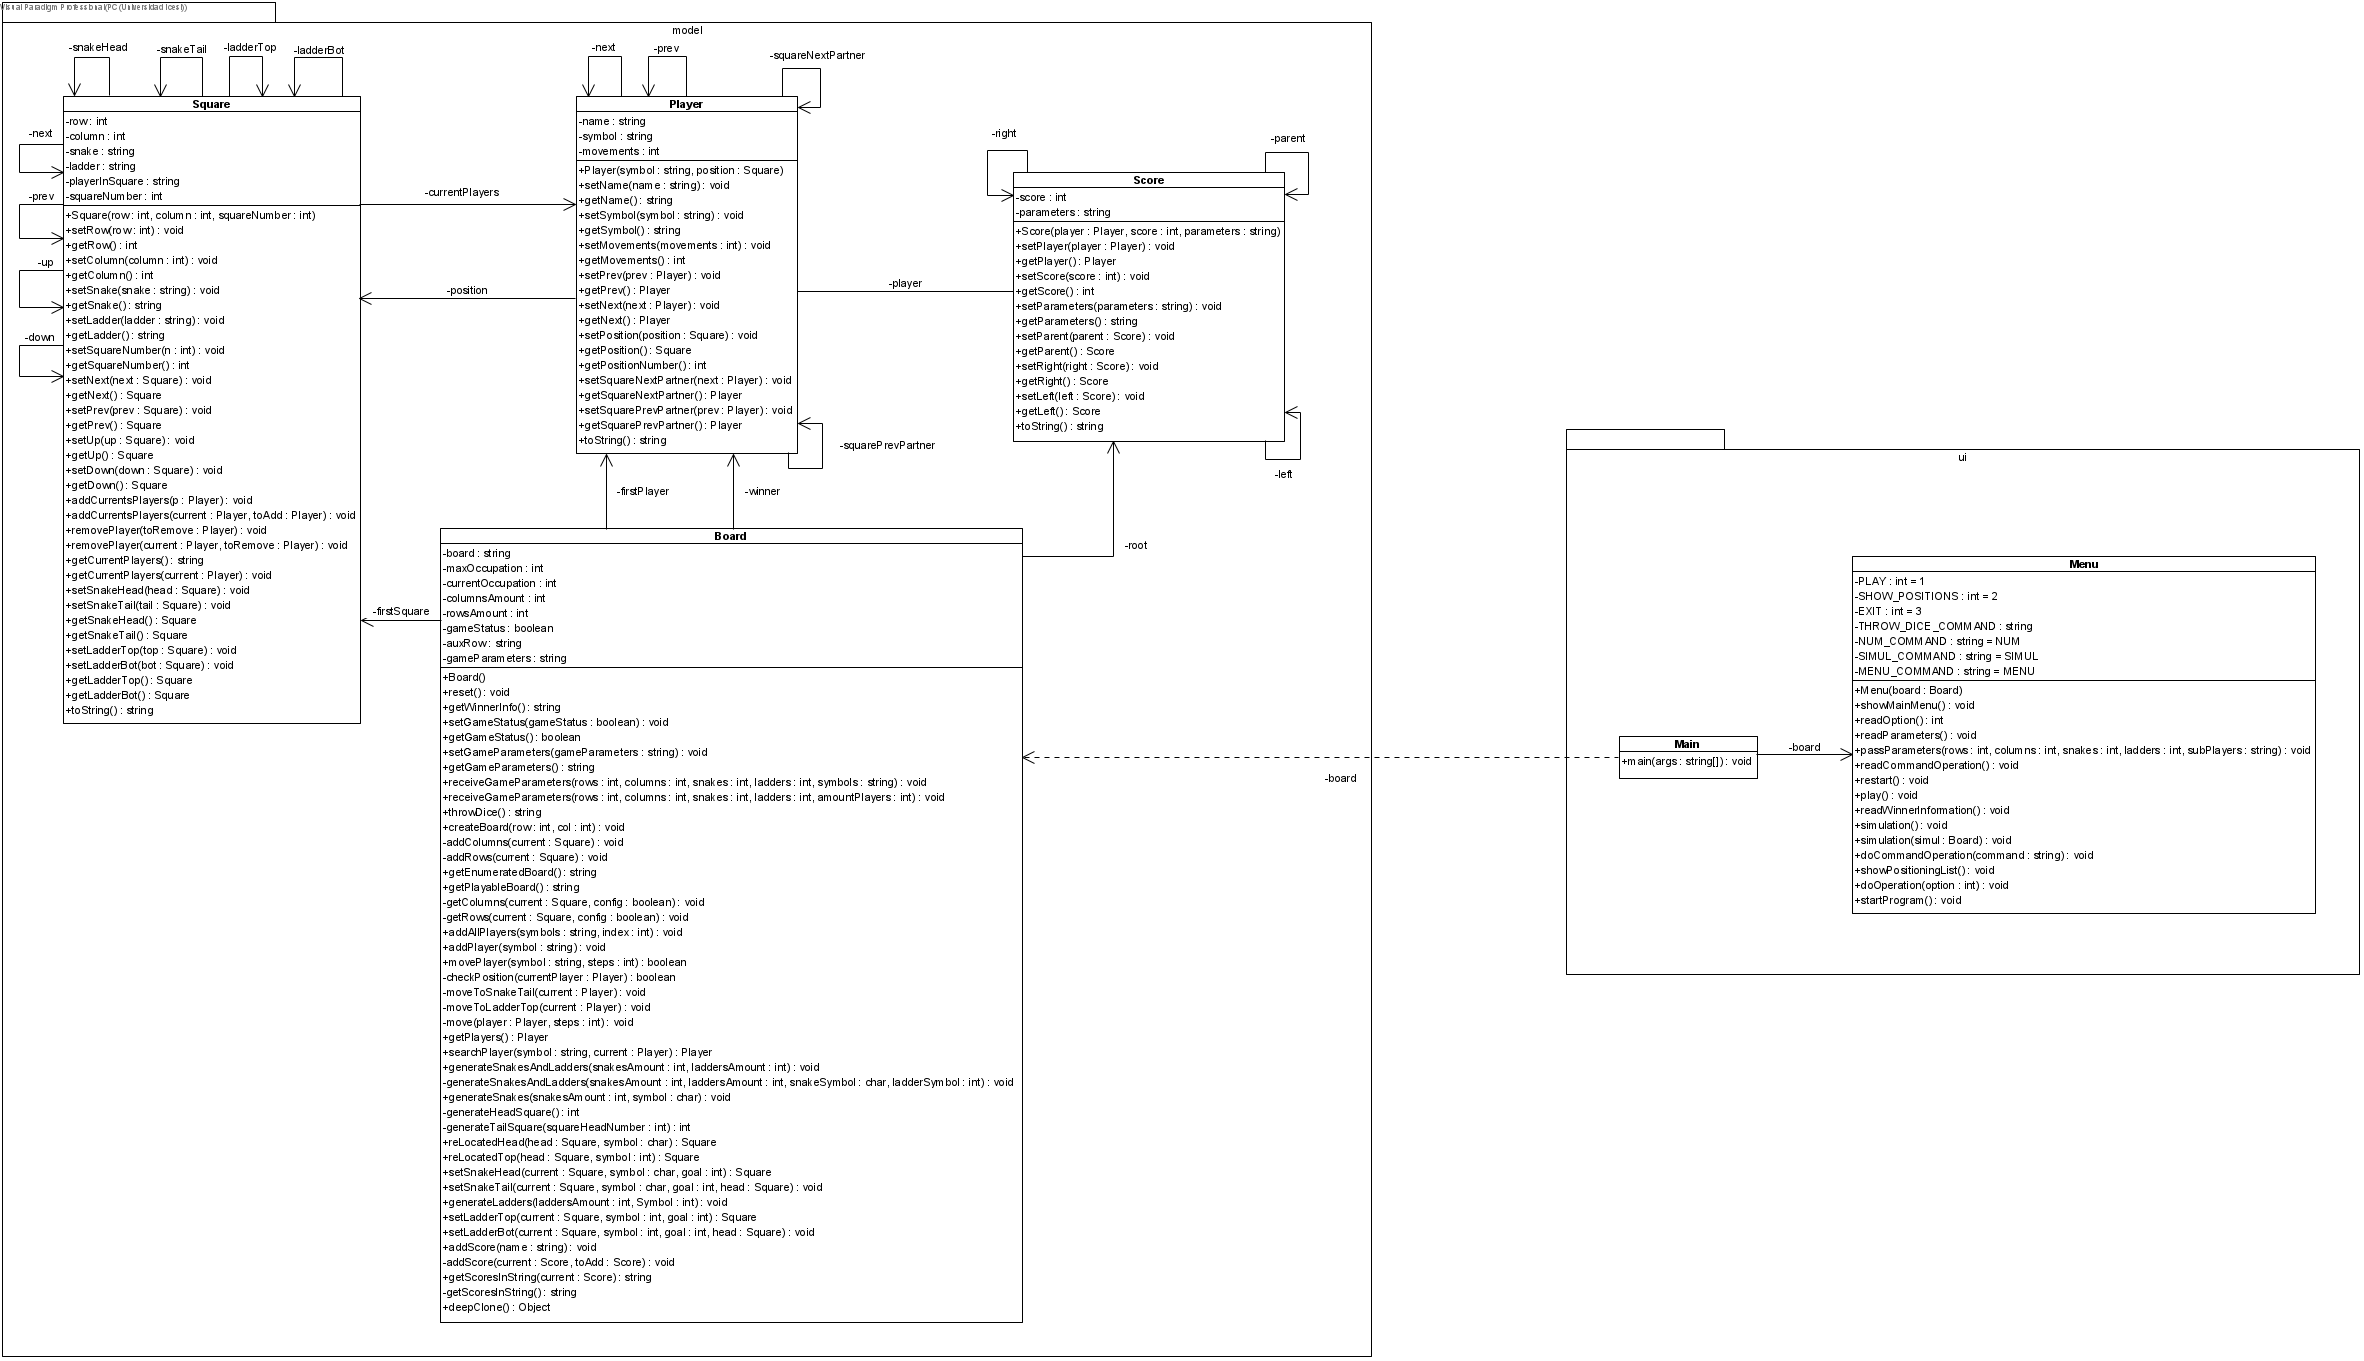 Visual Paradigm Professional(PC (Universidad Icesi))
model
-snakeHead
-snakeTail
-ladderTop
-ladderBot
-next
-prev
-up
-down
Square
-row : int
-column : int
-snake : string
-ladder : string
-playerInSquare : string
-squareNumber : int
+Square(row : int, column : int, squareNumber : int)
+setRow(row : int) : void
+getRow() : int
+setColumn(column : int) : void
+getColumn() : int
+setSnake(snake : string) : void
+getSnake() : string
+setLadder(ladder : string) : void
+getLadder() : string
+setSquareNumber(n : int) : void
+getSquareNumber() : int
+setNext(next : Square) : void
+getNext() : Square
+setPrev(prev : Square) : void
+getPrev() : Square
+setUp(up : Square) : void
+getUp() : Square
+setDown(down : Square) : void
+getDown() : Square
+addCurrentsPlayers(p : Player) : void
+addCurrentsPlayers(current : Player, toAdd : Player) : void
+removePlayer(toRemove : Player) : void
+removePlayer(current : Player, toRemove : Player) : void
+getCurrentPlayers() : string
+getCurrentPlayers(current : Player) : void
+setSnakeHead(head : Square) : void
+setSnakeTail(tail : Square) : void
+getSnakeHead() : Square
+getSnakeTail() : Square
+setLadderTop(top : Square) : void
+setLadderBot(bot : Square) : void
+getLadderTop() : Square
+getLadderBot() : Square
+toString() : string
-currentPlayers
-position
-next
-prev
-squareNextPartner
Player
-name : string
-symbol : string
-movements : int
+Player(symbol : string, position : Square)
+setName(name : string) : void
+getName() : string
+setSymbol(symbol : string) : void
+getSymbol() : string
+setMovements(movements : int) : void
+getMovements() : int
+setPrev(prev : Player) : void
+getPrev() : Player
+setNext(next : Player) : void
+getNext() : Player
+setPosition(position : Square) : void
+getPosition() : Square
+getPositionNumber() : int
+setSquareNextPartner(next : Player) : void
+getSquareNextPartner() : Player
+setSquarePrevPartner(prev : Player) : void
+getSquarePrevPartner() : Player
+toString() : string
-squarePrevPartner
-player
-right
-parent
Score
-score : int
-parameters : string
+Score(player : Player, score : int, parameters : string)
+setPlayer(player : Player) : void
+getPlayer() : Player
+setScore(score : int) : void
+getScore() : int
+setParameters(parameters : string) : void
+getParameters() : string
+setParent(parent : Score) : void
+getParent() : Score
+setRight(right : Score) : void
+getRight() : Score
+setLeft(left : Score) : void
+getLeft() : Score
+toString() : string
-left
-firstPlayer
-winner
-root
-firstSquare
Board
-board : string
-maxOccupation : int
-currentOccupation : int
-columnsAmount : int
-rowsAmount : int
-gameStatus : boolean
-auxRow : string
-gameParameters : string
+Board()
+reset() : void
+getWinnerInfo() : string
+setGameStatus(gameStatus : boolean) : void
+getGameStatus() : boolean
+setGameParameters(gameParameters : string) : void
+getGameParameters() : string
+receiveGameParameters(rows : int, columns : int, snakes : int, ladders : int, symbols : string) : void
+receiveGameParameters(rows : int, columns : int, snakes : int, ladders : int, amountPlayers : int) : void
+throwDice() : string
+createBoard(row : int, col : int) : void
-addColumns(current : Square) : void
-addRows(current : Square) : void
+getEnumeratedBoard() : string
+getPlayableBoard() : string
-getColumns(current : Square, config : boolean) : void
-getRows(current : Square, config : boolean) : void
+addAllPlayers(symbols : string, index : int) : void
+addPlayer(symbol : string) : void
+movePlayer(symbol : string, steps : int) : boolean
-checkPosition(currentPlayer : Player) : boolean
-moveToSnakeTail(current : Player) : void
-moveToLadderTop(current : Player) : void
-move(player : Player, steps : int) : void
+getPlayers() : Player
+searchPlayer(symbol : string, current : Player) : Player
+generateSnakesAndLadders(snakesAmount : int, laddersAmount : int) : void
-generateSnakesAndLadders(snakesAmount : int, laddersAmount : int, snakeSymbol : char, ladderSymbol : int) : void
+generateSnakes(snakesAmount : int, symbol : char) : void
-generateHeadSquare() : int
-generateTailSquare(squareHeadNumber : int) : int
+reLocatedHead(head : Square, symbol : char) : Square
+reLocatedTop(head : Square, symbol : int) : Square
+setSnakeHead(current : Square, symbol : char, goal : int) : Square
+setSnakeTail(current : Square, symbol : char, goal : int, head : Square) : void
+generateLadders(laddersAmount : int, Symbol : int) : void
+setLadderTop(current : Square, symbol : int, goal : int) : Square
+setLadderBot(current : Square, symbol : int, goal : int, head : Square) : void
+addScore(name : string) : void
-addScore(current : Score, toAdd : Score) : void
+getScoresInString(current : Score) : string
-getScoresInString() : string
+deepClone() : Object
-board
ui
Main
+main(args : string[]) : void
-board
Menu
-PLAY : int = 1
-SHOW_POSITIONS : int = 2
-EXIT : int = 3
-THROW_DICE_COMMAND : string
-NUM_COMMAND : string = NUM
-SIMUL_COMMAND : string = SIMUL
-MENU_COMMAND : string = MENU
+Menu(board : Board)
+showMainMenu() : void
+readOption() : int
+readParameters() : void
+passParameters(rows : int, columns : int, snakes : int, ladders : int, subPlayers : string) : void
+readCommandOperation() : void
+restart() : void
+play() : void
+readWinnerInformation() : void
+simulation() : void
+simulation(simul : Board) : void
+doCommandOperation(command : string) : void
+showPositioningList() : void
+doOperation(option : int) : void
+startProgram() : void